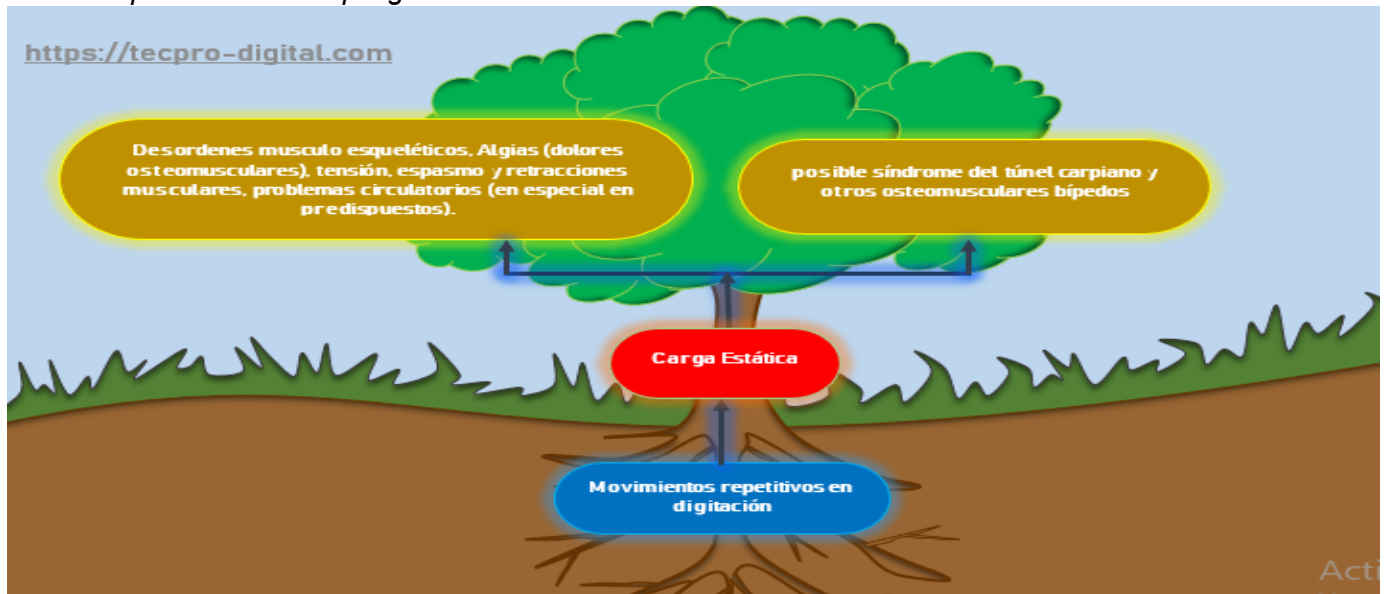 https://tecpro-digital.com
Desordenes musculo esqueléticos, Algias (dolores
osteomusculares), tensión, espasmo y retracciones
musculares, problemas circulatorios (en especial en
predispuestos).
posible síndrome del túnel carpiano y
otros osteomusculares bípedos
Carga Estática
Movimientos repetitivos en
digitación
Acti